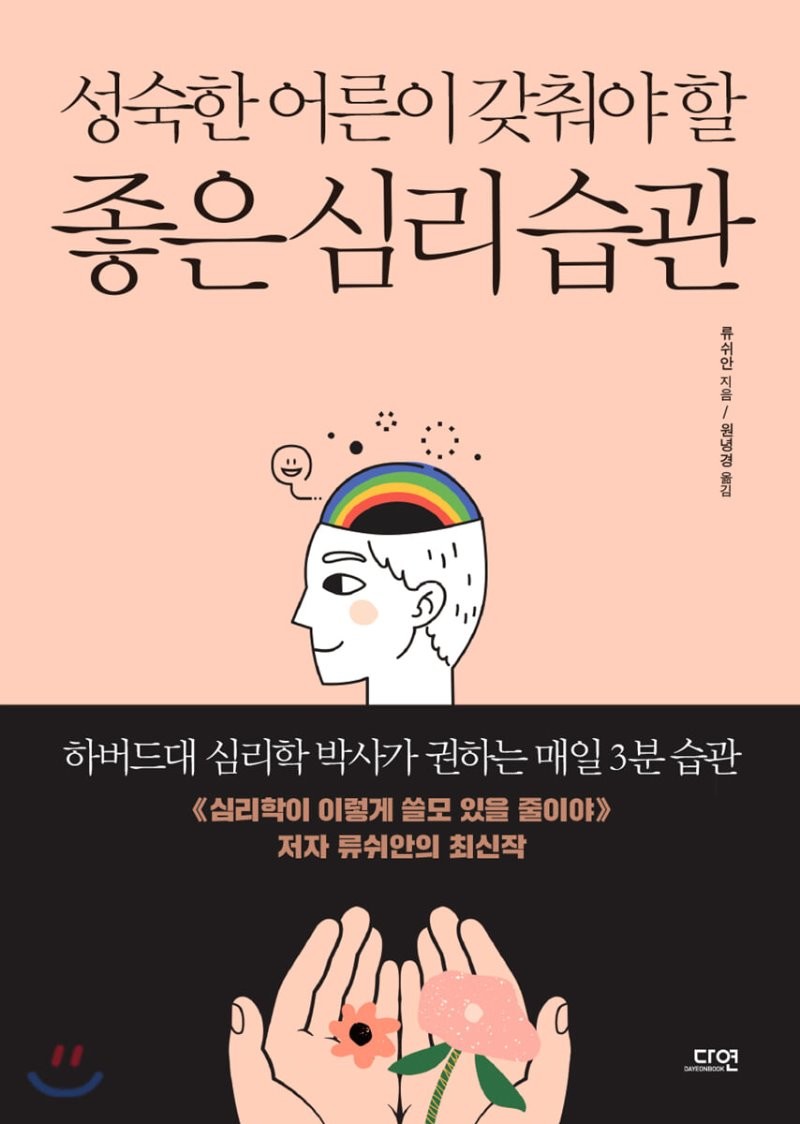 성숙한 어른이 갖춰야 할
좋은 심리 습관
류쉬안 지음 / 원녕경 옮김
하버드대 심리학 박사가 권하는 매일 3분 습관
《심리학이 이렇게 쓸모 있을 줄이야》
저자 류쉬안의 최신작
다연
DAYEONBOOK